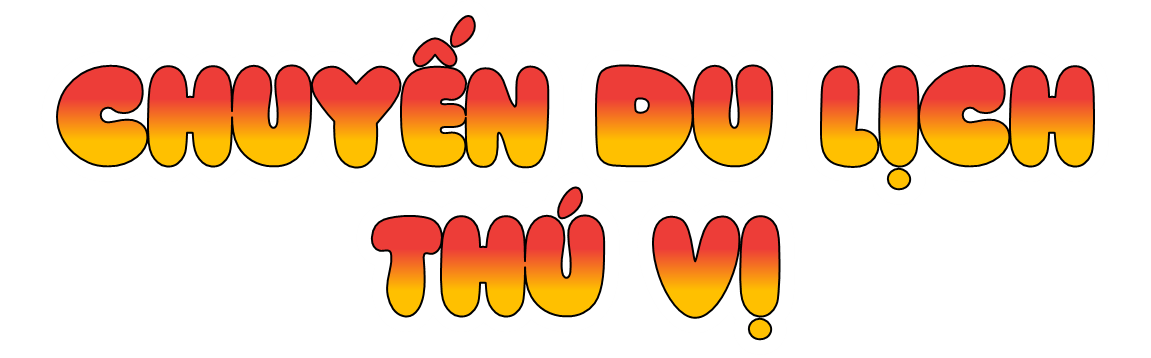 CHUYẾN DU LỊCH
THÚ VỊ